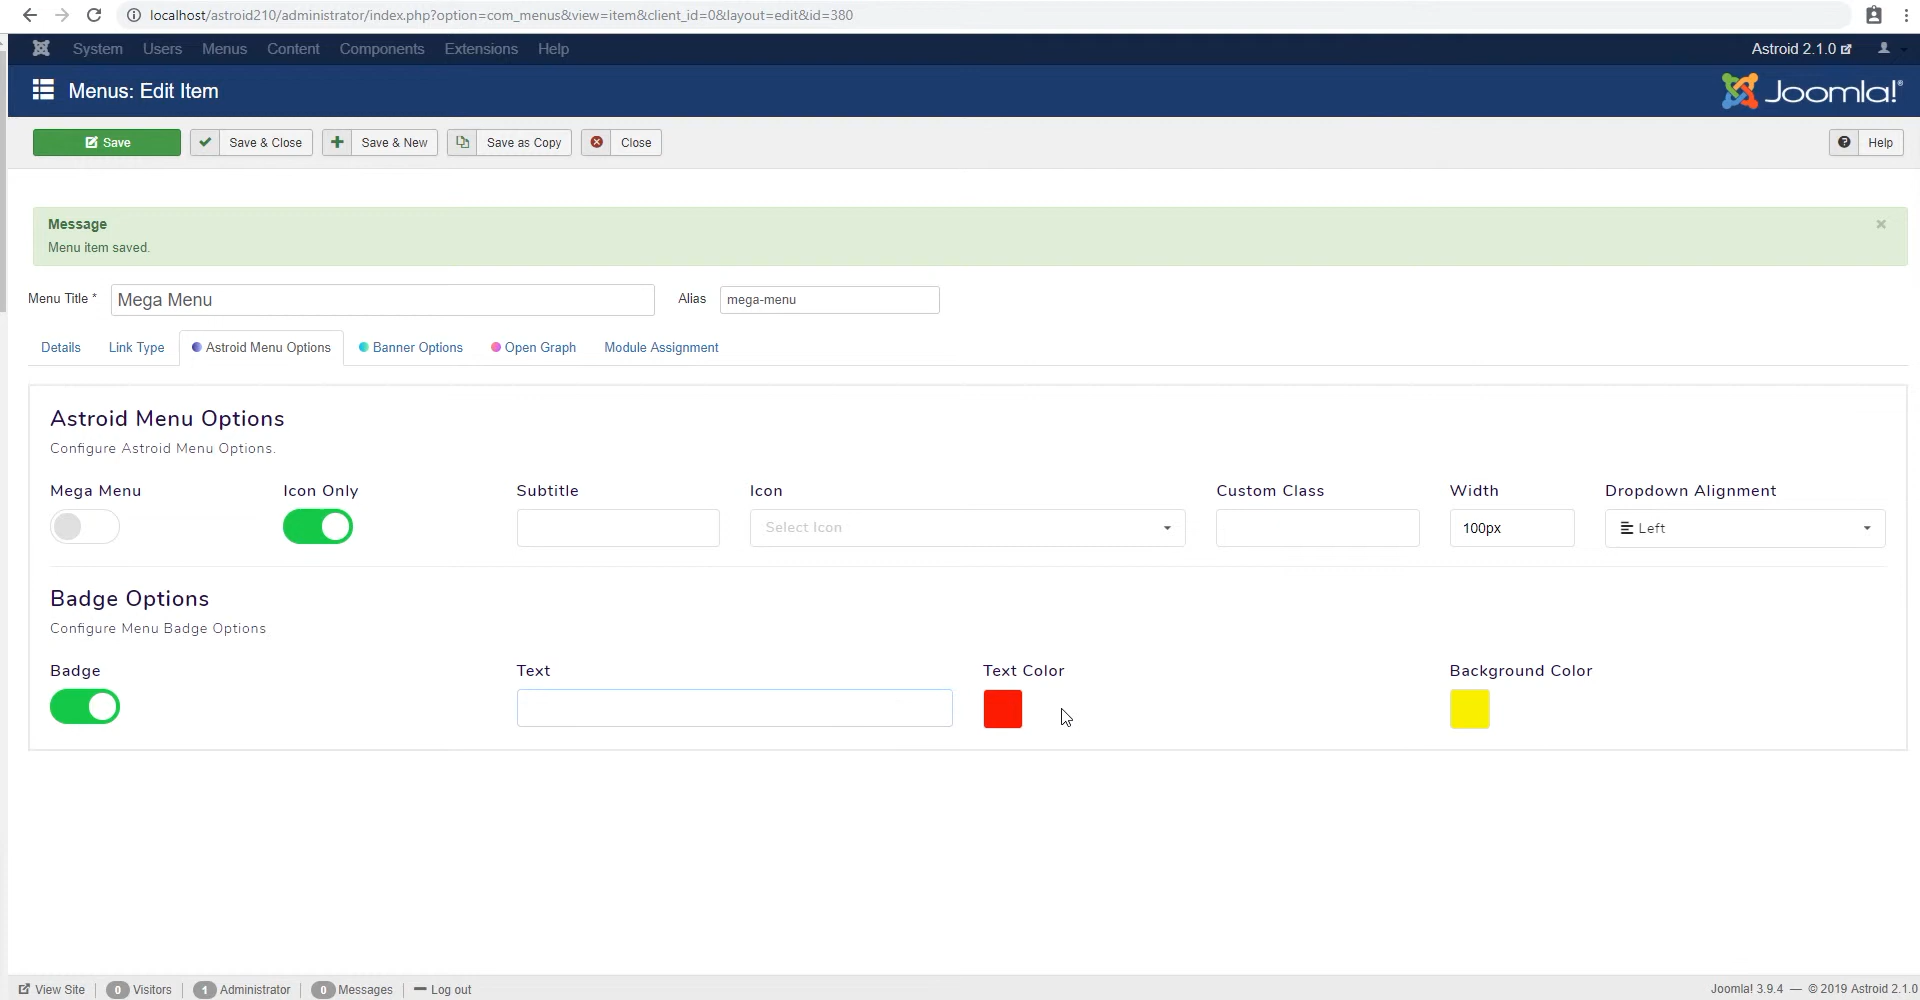 localhost/astroid210/administrator/index.php?option=com_menus&view=item&client_id=0&layout=edit&id=380
System Users Menus Content Components Extensions Help Astroid 2.1.0
Menus: Edit Item Joomla!®
Save Save & Close Save & New Save as Copy Close Help
Message
Menu item saved.
Menu Title * Mega Menu Alias mega-menu
Details Link Type Astroid Menu Options Banner Options Open Graph Module Assignment
Astroid Menu Options
Configure Astroid Menu Options.
Mega Menu Icon Only Subtitle Icon Custom Class Width Dropdown Alignment
Select Icon 100px Left
Badge Options
Configure Menu Badge Options
Badge Text Text Color Background Color
View Site 0 Visitors 1 Administrator 0 Messages Log out Joomla! 3.9.4 — © 2019 Astroid 2.1.0